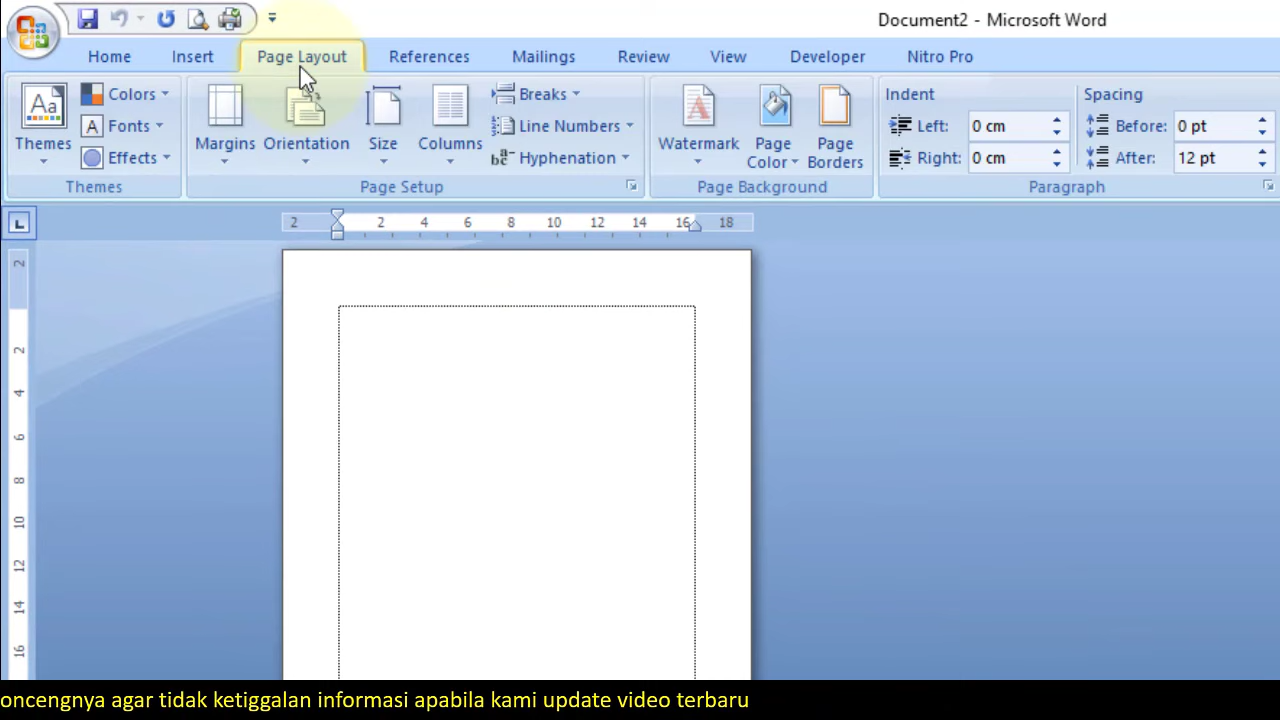 Document2 - Microsoft Word
Home Insert Page Layout References Mailings Review View Developer Nitro Pro
Aa Themes
Colors
A Fonts
Effects
Themes
Margins Orientation Size Columns
Breaks
Line Numbers
Hyphenation
Page Setup
A Watermark Page Color Page Borders
Page Background
Indent
Left: 0 cm
Right: 0 cm
Spacing
Before: 0 pt
After: 12 pt
Paragraph
L
2 2 4 6 8 10 12 14 16 18
2
2
4
6
8
10
12
14
16
oncengnya agar tidak ketiggalan informasi apabila kami update video terbaru